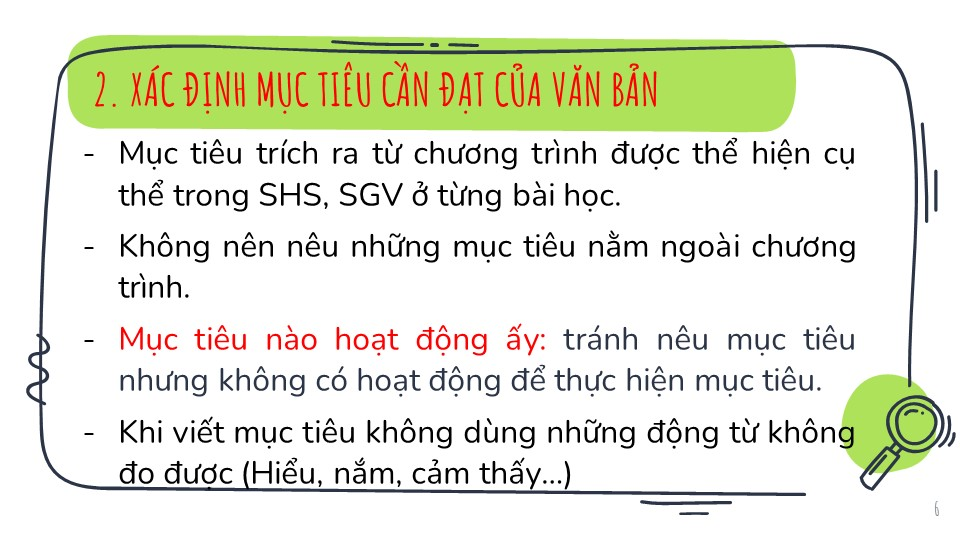 2. XÁC ĐỊNH MỤC TIÊU CẦN ĐẠT CỦA VĂN BẢN
- Mục tiêu trích ra từ chương trình được thể hiện cụ
thể trong SHS, SGV ở từng bài học.
- Không nên nêu những mục tiêu nằm ngoài chương
trình.
- Mục tiêu nào hoạt động ấy: tránh nêu mục tiêu
nhưng không có hoạt động để thực hiện mục tiêu.
- Khi viết mục tiêu không dùng những động từ không
đo được (Hiểu, nắm, cảm thấy...)
6